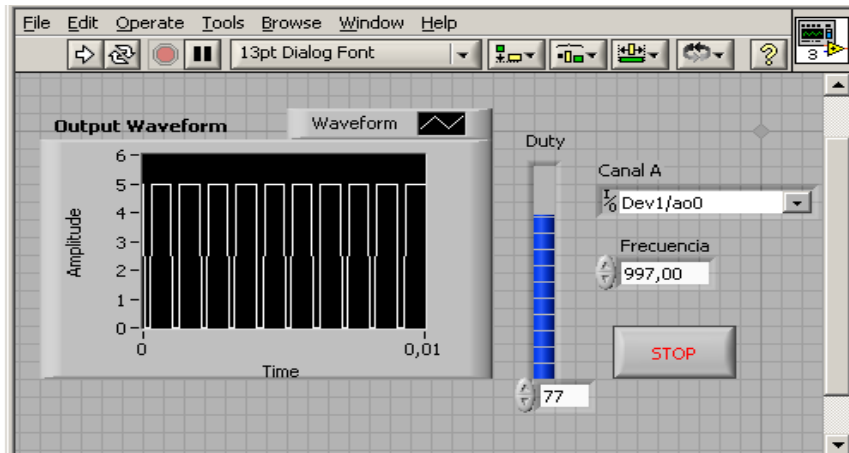 File Edit Operate Tools Browse Window Help
13pt Dialog Font
3
Output Waveform
Waveform
Duty
6
5
4
3
2
1
0
Amplitude
0
0,01
Time
77
Canal A
I/O Dev1/ao0
Frecuencia
997,00
STOP